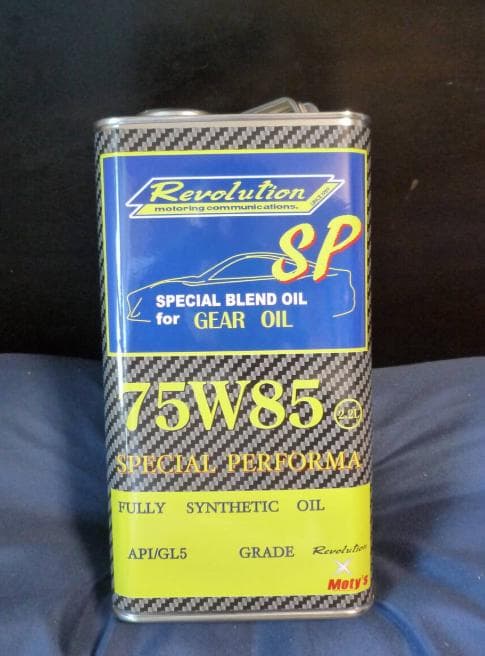 Revolution
motoring communications.
SP
SPECIAL BLEND OIL
for GEAR OIL
75W85 2.2L
SPECIAL PERFORMA
FULLY SYNTHETIC OIL
API/GL5 GRADE Revolution
×
Moty's